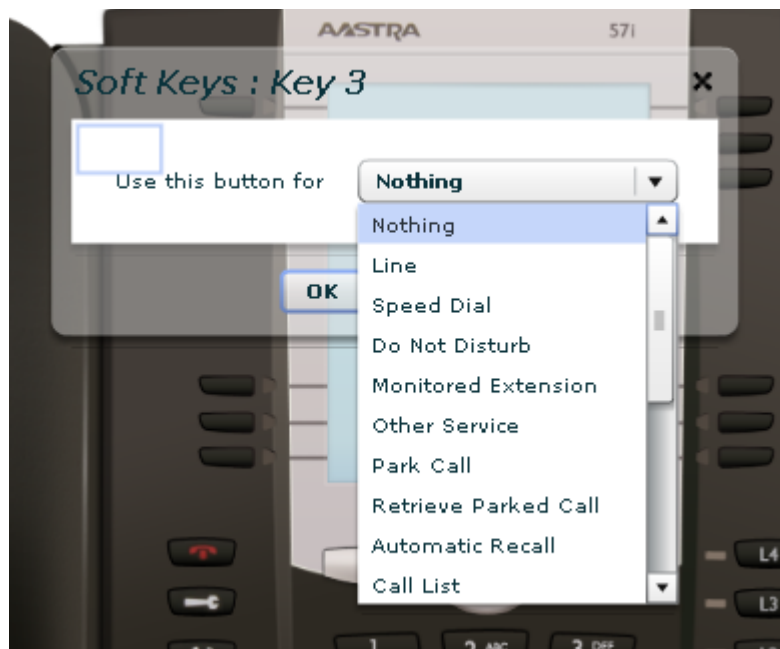 AASTRA 57i
Soft Keys : Key 3
Use this button for Nothing
Nothing
Line
OK
Speed Dial
Do Not Disturb
Monitored Extension
Other Service
Park Call
Retrieve Parked Call
Automatic Recall
Call List
L4
L3
1 2 ABC 3 DEF